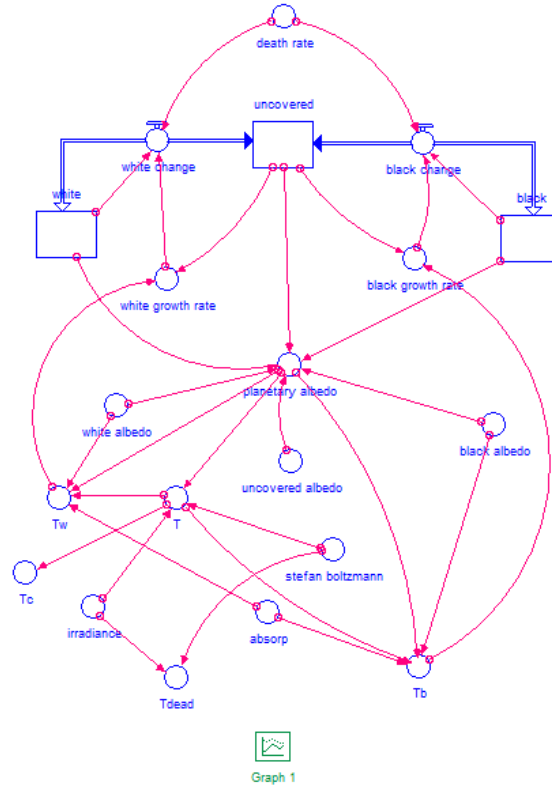 death rate
uncovered
white change
black change
white
black
white growth rate
black growth rate
planetary albedo
white albedo
black albedo
uncovered albedo
Tw
T
stefan boltzmann
Tc
irradiance
absorp
Tdead
Tb
Graph 1